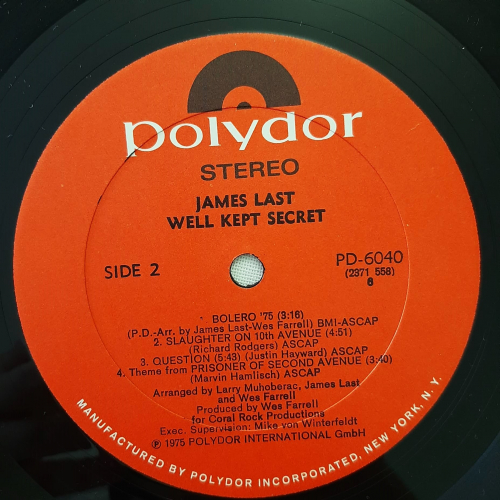 polydor
STEREO
JAMES LAST
WELL KEPT SECRET
SIDE 2
PD-6040
(2371 558)
8
BOLERO '75 (3:16)
(P.D.-Arr. by James Last-Wes Farrell) BMI-ASCAP
2. SLAUGHTER ON 10th AVENUE (4:51)
(Richard Rodgers) ASCAP
3. QUESTION (5:43) (Justin Hayward) ASCAP
4. Theme from PRISONER OF SECOND AVENUE (3:40)
(Marvin Hamlisch) ASCAP
Arranged by Larry Muhoberac, James Last
and Wes Farrell
Produced by Wes Farrell
for Coral Rock Productions
Exec. Supervision: Mike von Winterfeldt
℗ 1975 POLYDOR INTERNATIONAL GmbH
MANUFACTURED BY POLYDOR INCORPORATED, NEW YORK, N.Y.